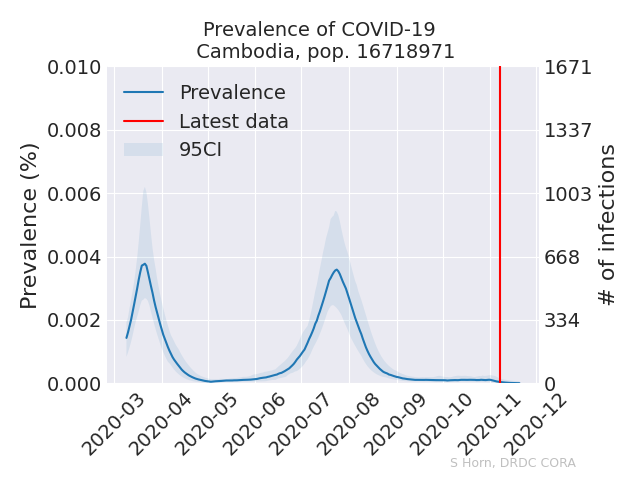 Prevalence of COVID-19
Cambodia, pop. 16718971
Prevalence (%)
0.010
0.008
0.006
0.004
0.002
0.000
Prevalence
Latest data
95CI
1671
1337
1003
668
334
0
# of infections
2020-03
2020-04
2020-05
2020-06
2020-07
2020-08
2020-09
2020-10
2020-11
2020-12
S Horn, DRDC CORA